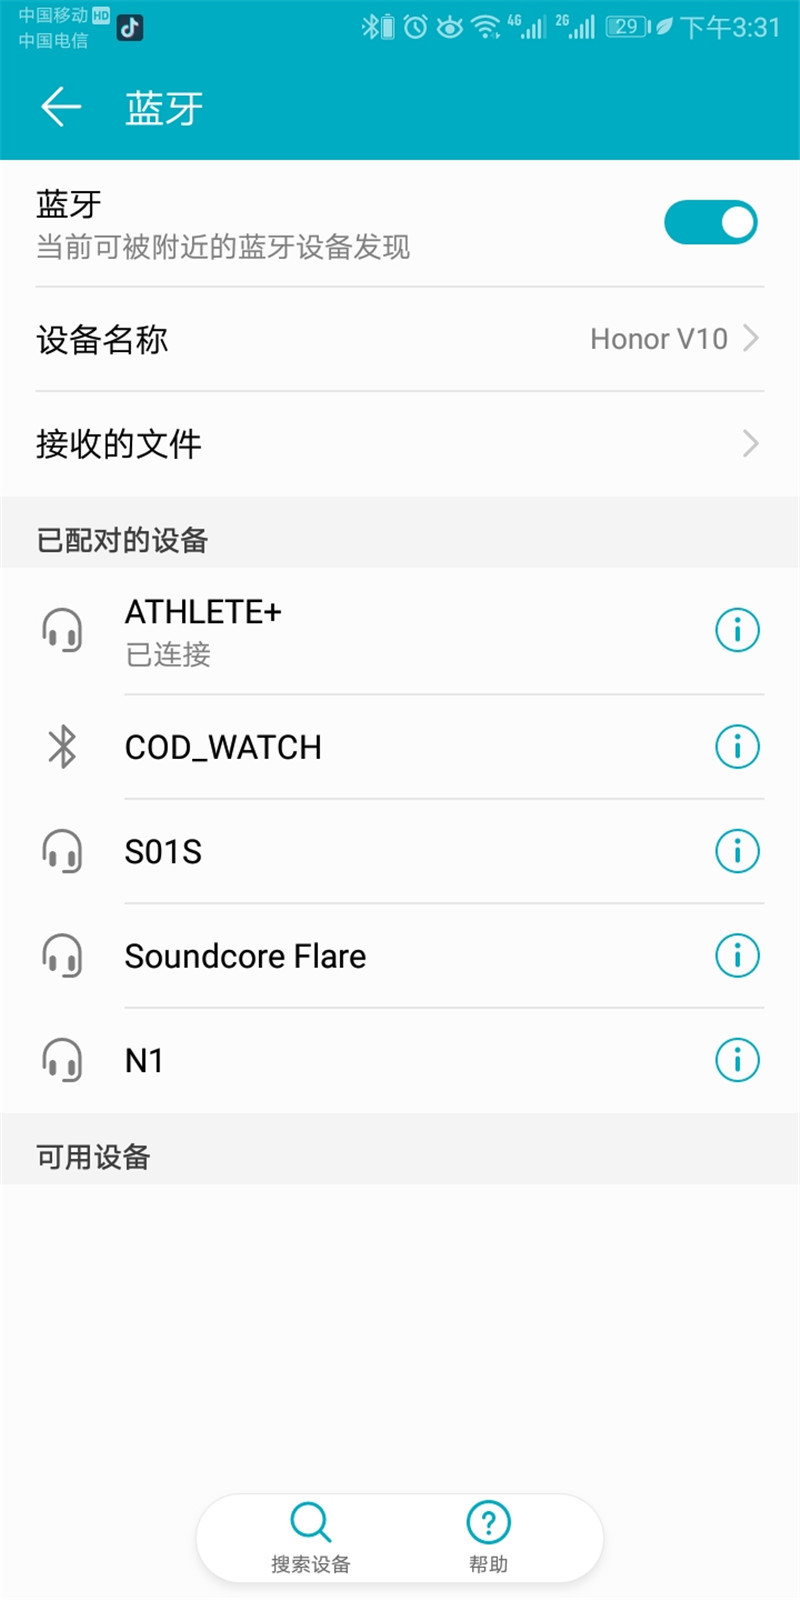 中国移动 HD
中国电信
4G 2G 29 下午3:31
蓝牙
蓝牙
当前可被附近的蓝牙设备发现
设备名称 Honor V10
接收的文件
已配对的设备
ATHLETE+
已连接
COD_WATCH
S01S
Soundcore Flare
N1
可用设备
搜索设备 帮助